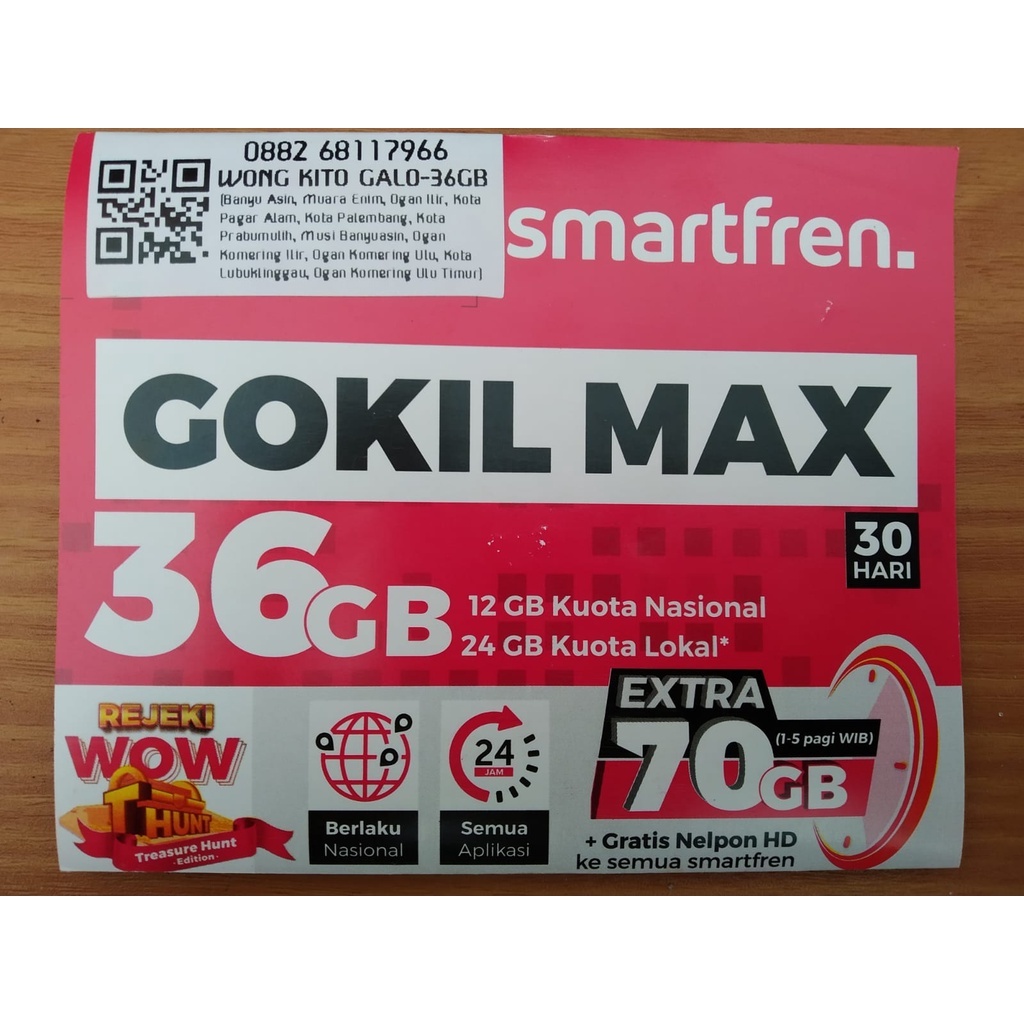 0882 68117966
WONG KITO GALO-36GB
(Banyu Asin, Muara Enim, Ogan Ilir, Kota
Pagar Alam, Kota Palembang, Kota
Prabumulih, Musi Banyuasin, Ogan
Komering Ilir, Ogan Komering Ulu, Kota
Lubuklinggau, Ogan Komering Ulu Timur)
smartfren.
GOKIL MAX
36GB
12 GB Kuota Nasional
24 GB Kuota Lokal*
30
HARI
REJEKI
WOW
HUNT
Treasure Hunt
-Edition-
Berlaku
Nasional
24
JAM
Semua
Aplikasi
EXTRA
70GB
(1-5 pagi WIB)
+ Gratis Nelpon HD
ke semua smartfren